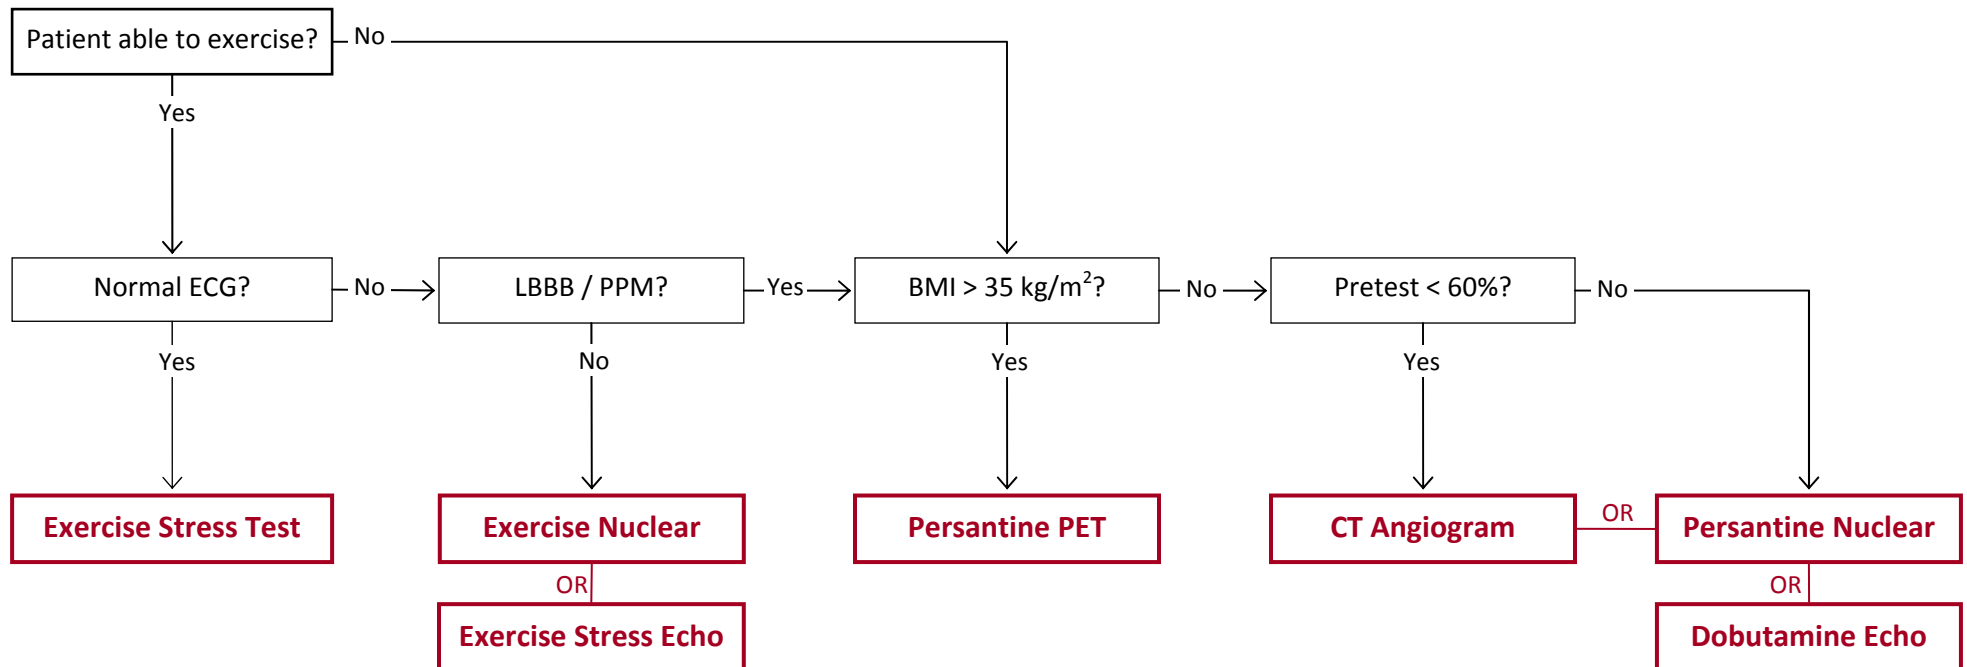 Patient able to exercise?
No
Yes
Normal ECG?
No
LBBB / PPM?
Yes
BMI > 35 kg/m²?
No
Pretest < 60%?
No
Yes
No
Yes
Yes
Exercise Stress Test
Exercise Nuclear
Persantine PET
CT Angiogram
OR
Persantine Nuclear
OR
OR
Exercise Stress Echo
Dobutamine Echo